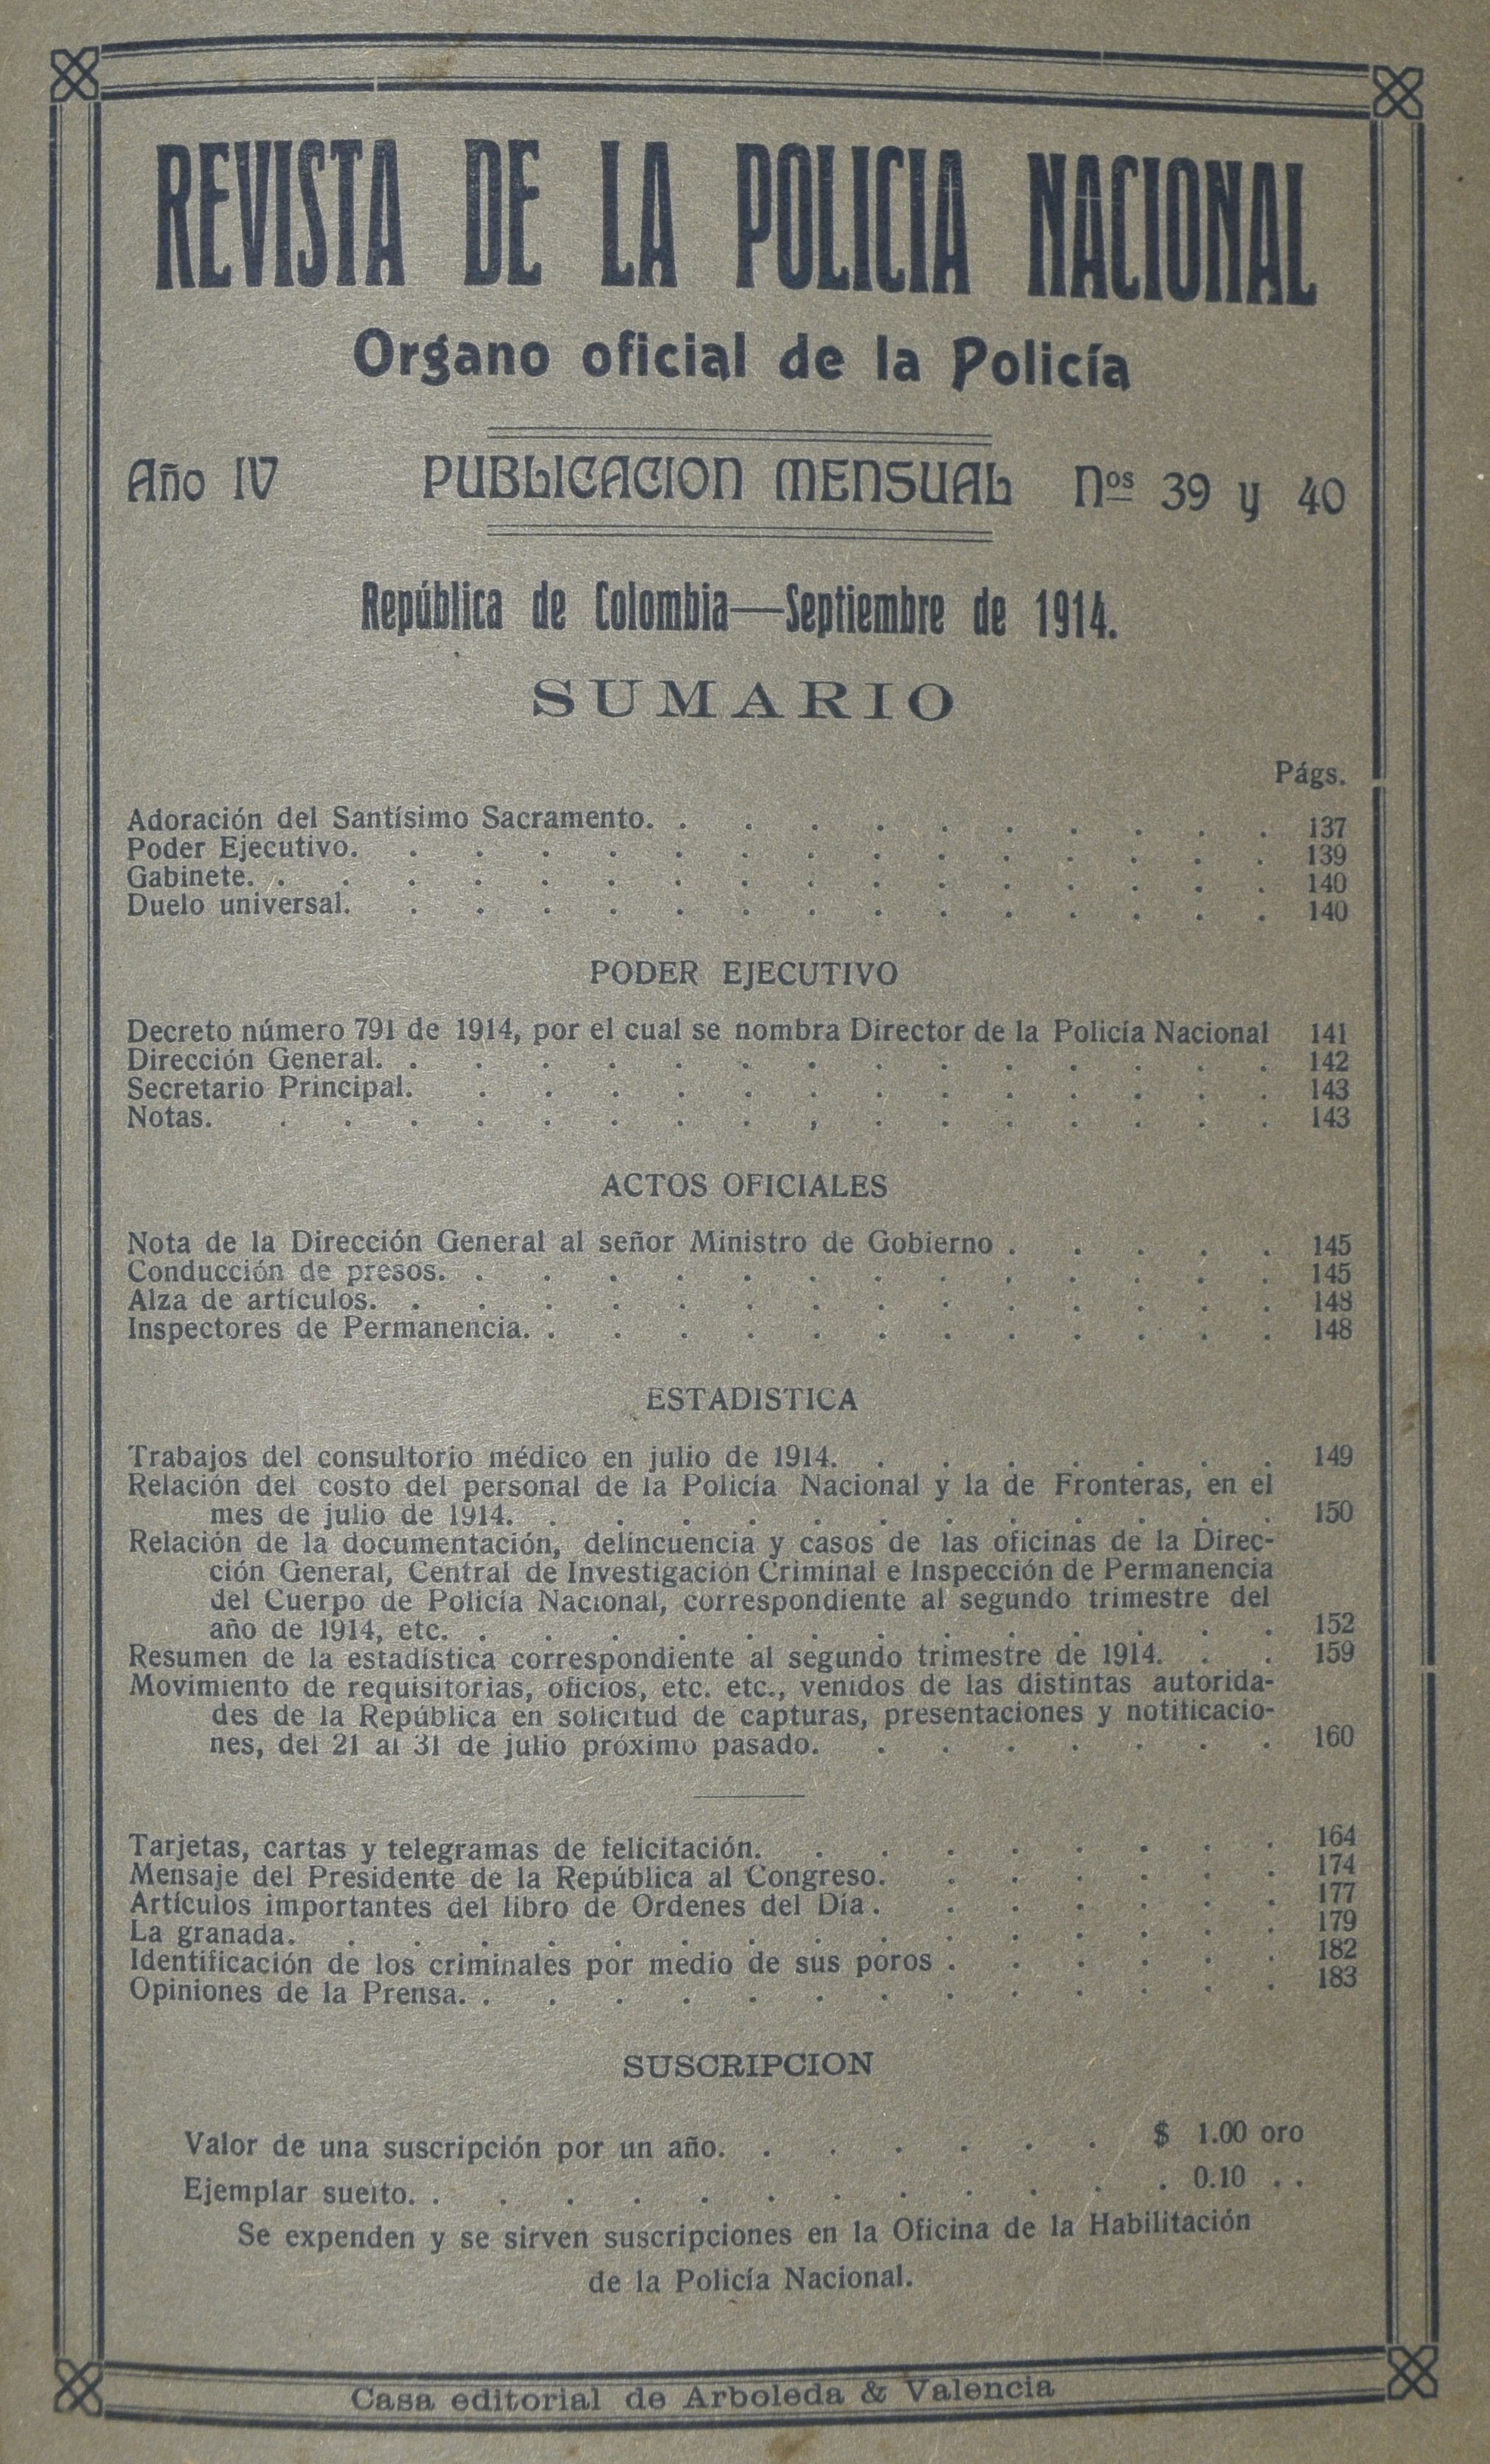 REVISTA DE LA POLICIA NACIONAL
Organo oficial de la Policía
Año IV PUBLICACION MENSUAL Nos 39 y 40
República de Colombia—Septiembre de 1914.
SUMARIO
Págs.
Adoración del Santísimo Sacramento. . . . . . . . . . . 137
Poder Ejecutivo. . . . . . . . . . . . . . . 139
Gabinete. . . . . . . . . . . . . . . . . 140
Duelo universal. . . . . . . . . . . . . . . 140
PODER EJECUTIVO
Decreto número 791 de 1914, por el cual se nombra Director de la Policía Nacional 141
Dirección General. . . . . . . . . . . . . . . 142
Secretario Principal. . . . . . . . . . . . . . 143
Notas. . . . . . . . , . . . . . . . . 143
ACTOS OFICIALES
Nota de la Dirección General al señor Ministro de Gobierno . . . . . 145
Conducción de presos. . . . . . . . . . . . . . 145
Alza de artículos. . . . . . . . . . . . . . . 148
Inspectores de Permanencia. . . . . . . . . . . . . 148
ESTADISTICA
Trabajos del consultorio médico en julio de 1914. . . . . . . . 149
Relación del costo del personal de la Policía Nacional y la de Fronteras, en el
mes de julio de 1914. . . . . . . . . . . . . 150
Relación de la documentación, delincuencia y casos de las oficinas de la Direc-
ción General, Central de Investigación Criminal e Inspección de Permanencia
del Cuerpo de Policía Nacional, correspondiente al segundo trimestre del
año de 1914, etc. . . . . . . . . . . . . . 152
Resumen de la estadística correspondiente al segundo trimestre de 1914. . . 159
Movimiento de requisitorias, oficios, etc. etc., venidos de las distintas autorida-
des de la República en solicitud de capturas, presentaciones y notificacio-
nes, del 21 al 31 de julio próximo pasado. . . . . . . . 160
Tarjetas, cartas y telegramas de felicitación. . . . . . . . . 164
Mensaje del Presidente de la República al Congreso. . . . . . . 174
Artículos importantes del libro de Ordenes del Día . . . . . . . 177
La granada. . . . . . . . . . . . . . . . 179
Identificación de los criminales por medio de sus poros . . . . . . 182
Opiniones de la Prensa. . . . . . . . . . . . . . 183
SUSCRIPCION
Valor de una suscripción por un año. . . . . . . $ 1.00 oro
Ejemplar suelto. . . . . . . . . . . . . 0.10 . .
Se expenden y se sirven suscripciones en la Oficina de la Habilitación
de la Policía Nacional.
Casa editorial de Arboleda & Valencia